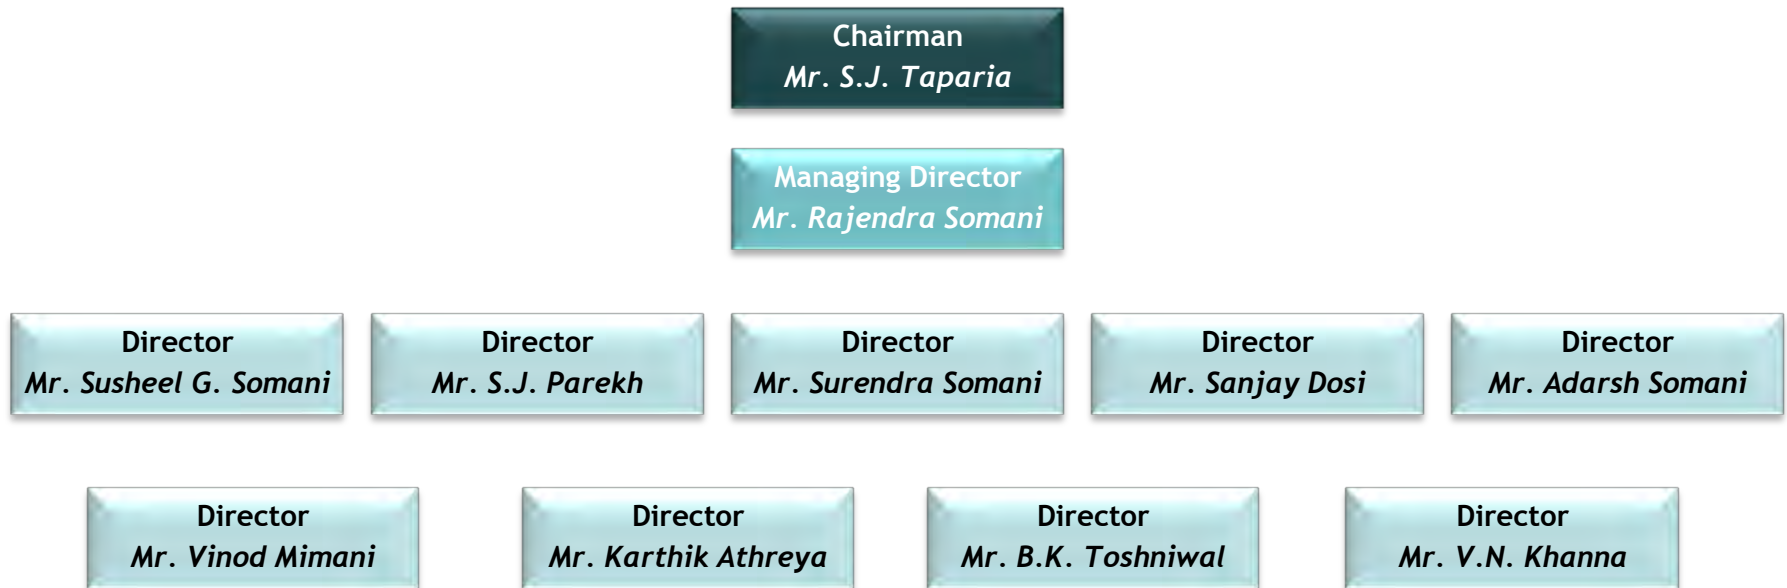 Chairman
Mr. S.J. Taparia
Managing Director
Mr. Rajendra Somani
Director
Mr. Susheel G. Somani
Director
Mr. S.J. Parekh
Director
Mr. Surendra Somani
Director
Mr. Sanjay Dosi
Director
Mr. Adarsh Somani
Director
Mr. Vinod Mimani
Director
Mr. Karthik Athreya
Director
Mr. B.K. Toshniwal
Director
Mr. V.N. Khanna